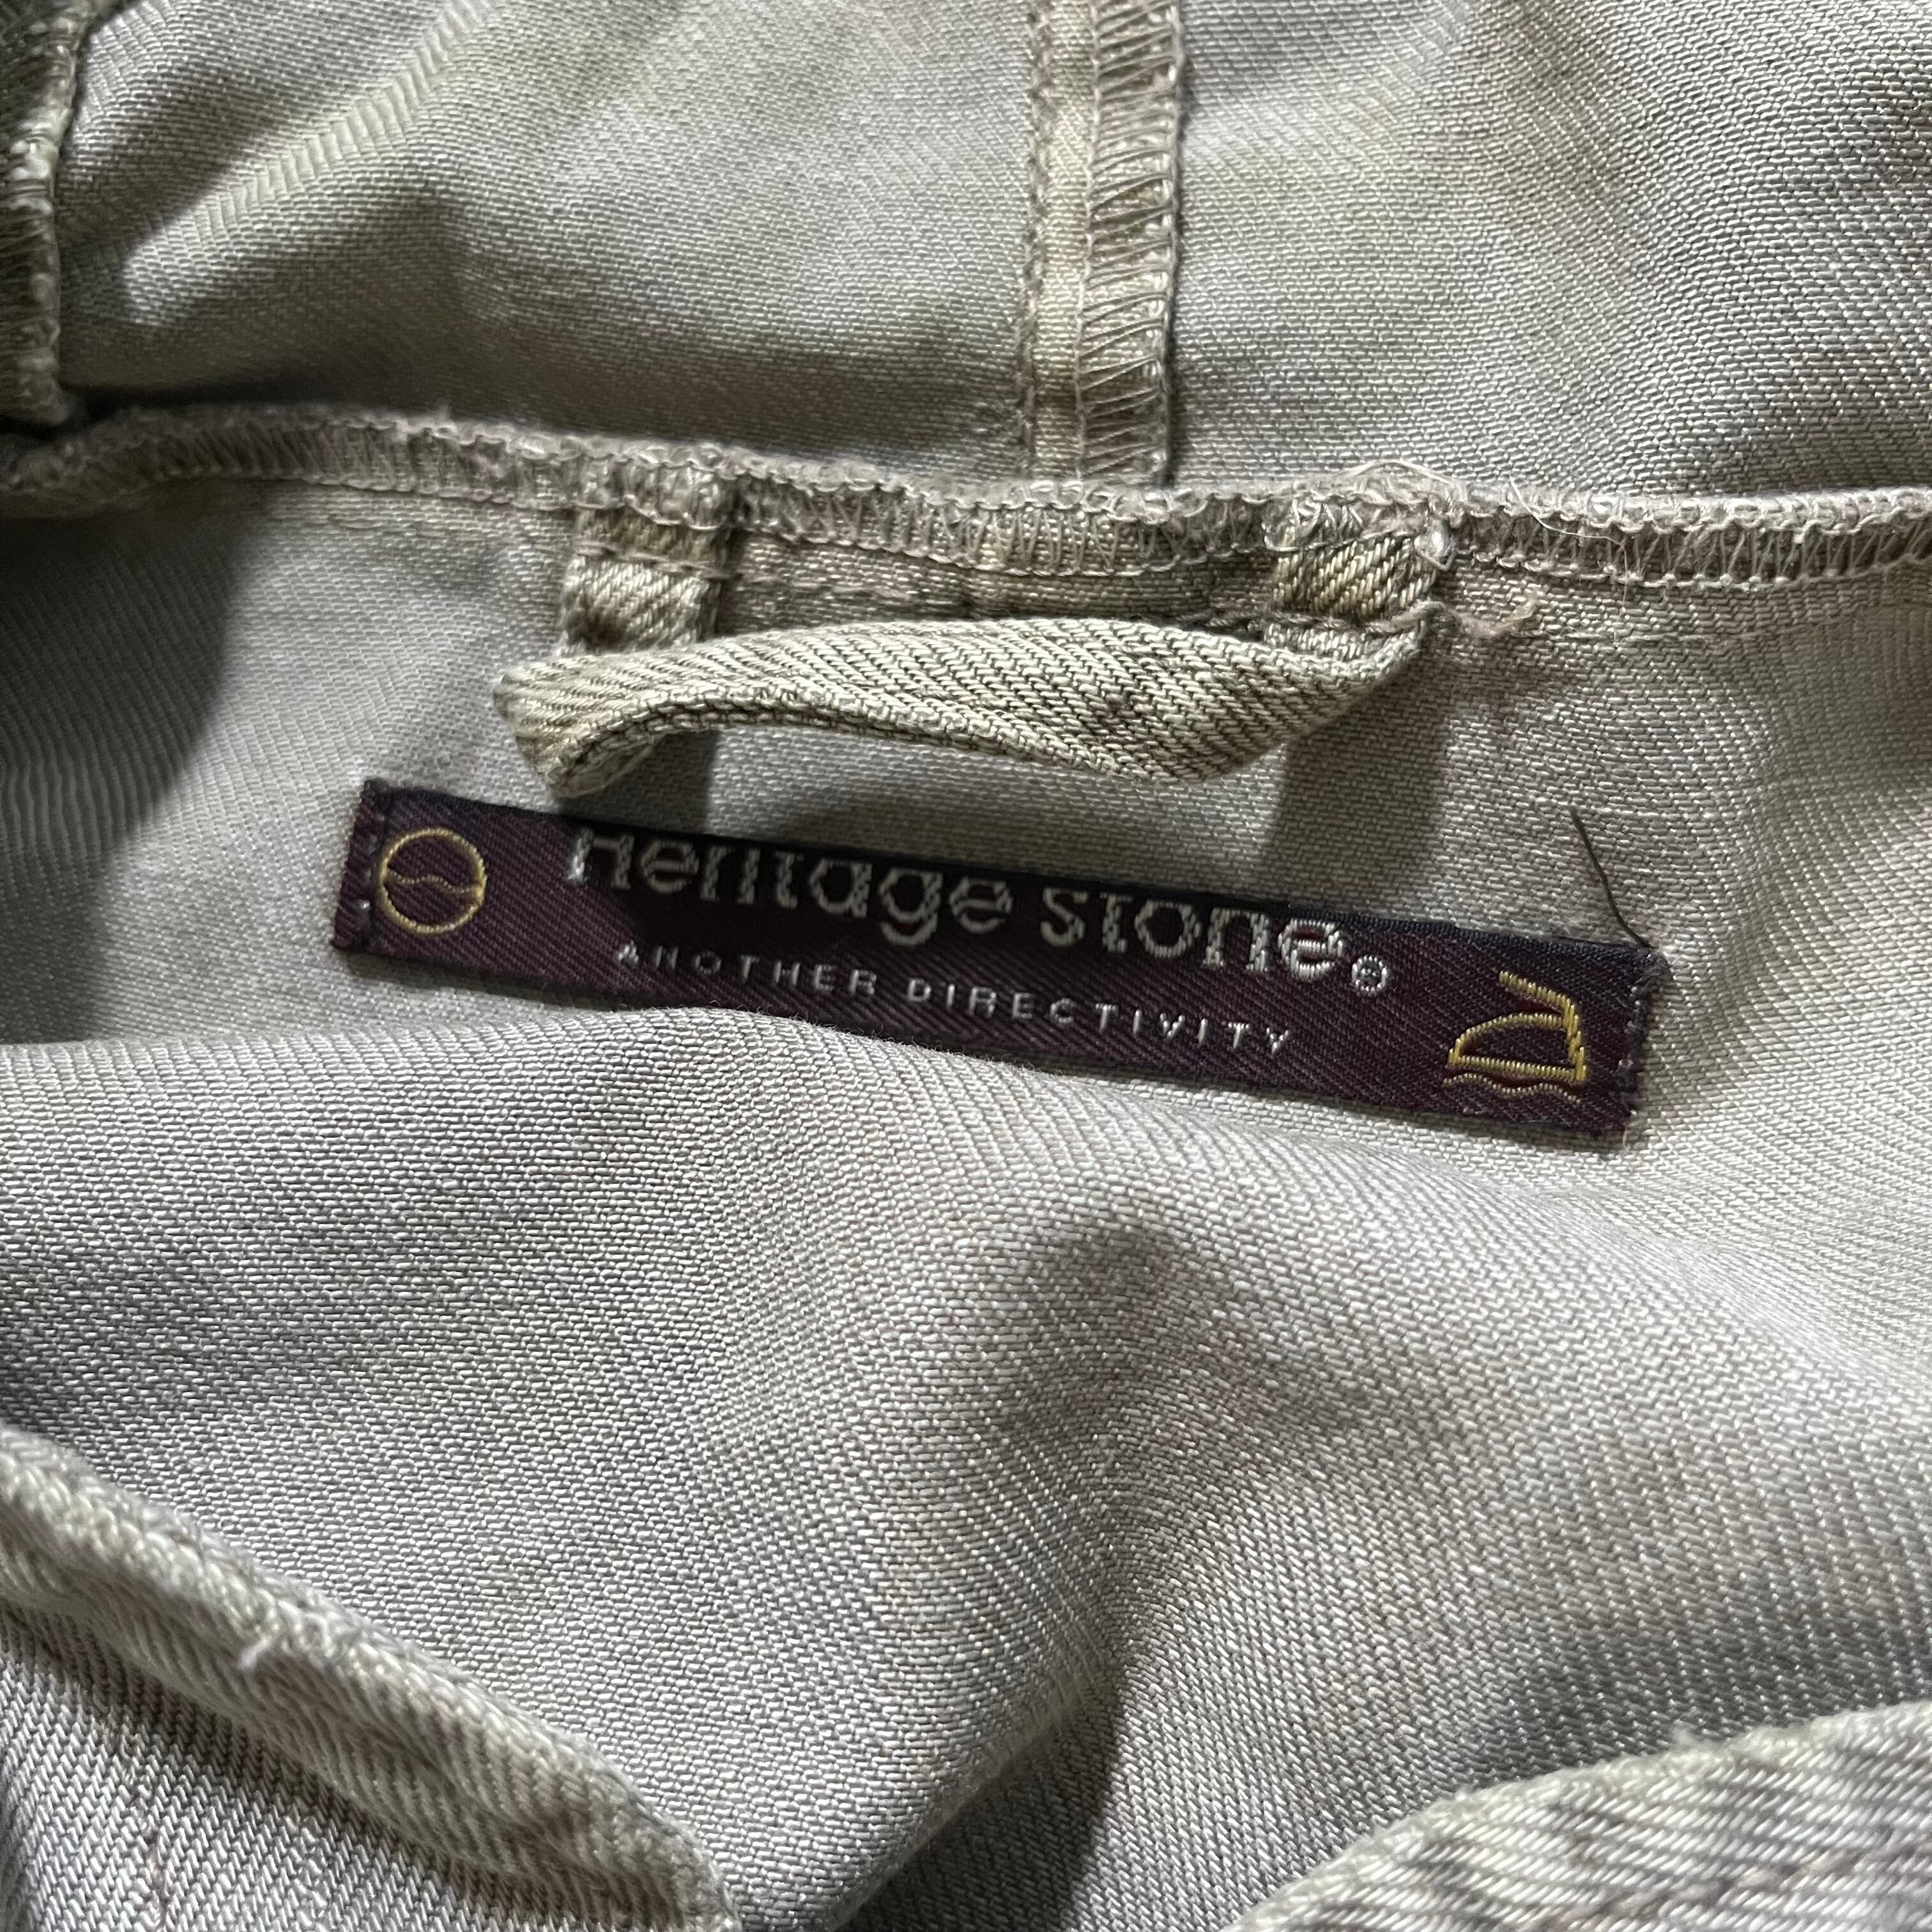 Heritage Stone®
ANOTHER DIRECTIVITY